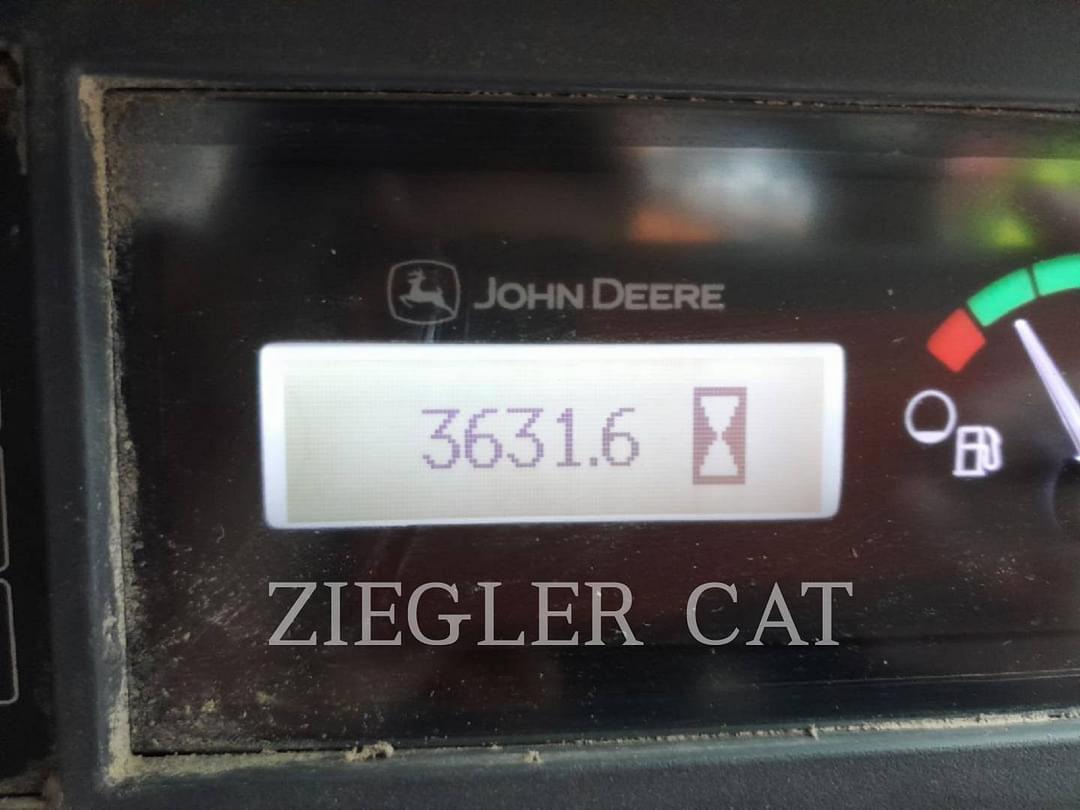 JOHN DEERE
3631.6
ZIEGLER CAT